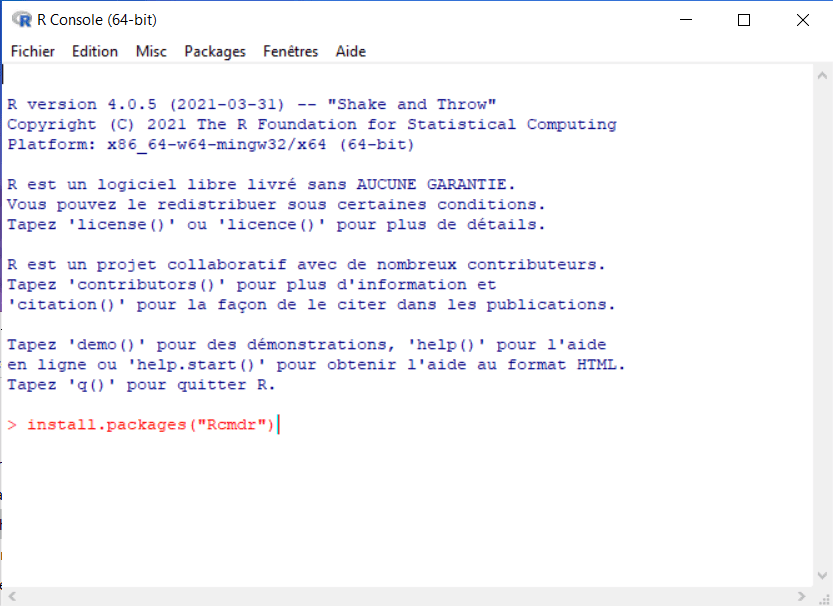 R Console (64-bit)
Fichier Edition Misc Packages Fenêtres Aide
R version 4.0.5 (2021-03-31) -- "Shake and Throw"
Copyright (C) 2021 The R Foundation for Statistical Computing
Platform: x86_64-w64-mingw32/x64 (64-bit)
R est un logiciel libre livré sans AUCUNE GARANTIE.
Vous pouvez le redistribuer sous certaines conditions.
Tapez 'license()' ou 'licence()' pour plus de détails.
R est un projet collaboratif avec de nombreux contributeurs.
Tapez 'contributors()' pour plus d'information et
'citation()' pour la façon de le citer dans les publications.
Tapez 'demo()' pour des démonstrations, 'help()' pour l'aide
en ligne ou 'help.start()' pour obtenir l'aide au format HTML.
Tapez 'q()' pour quitter R.
> install.packages("Rcmdr")